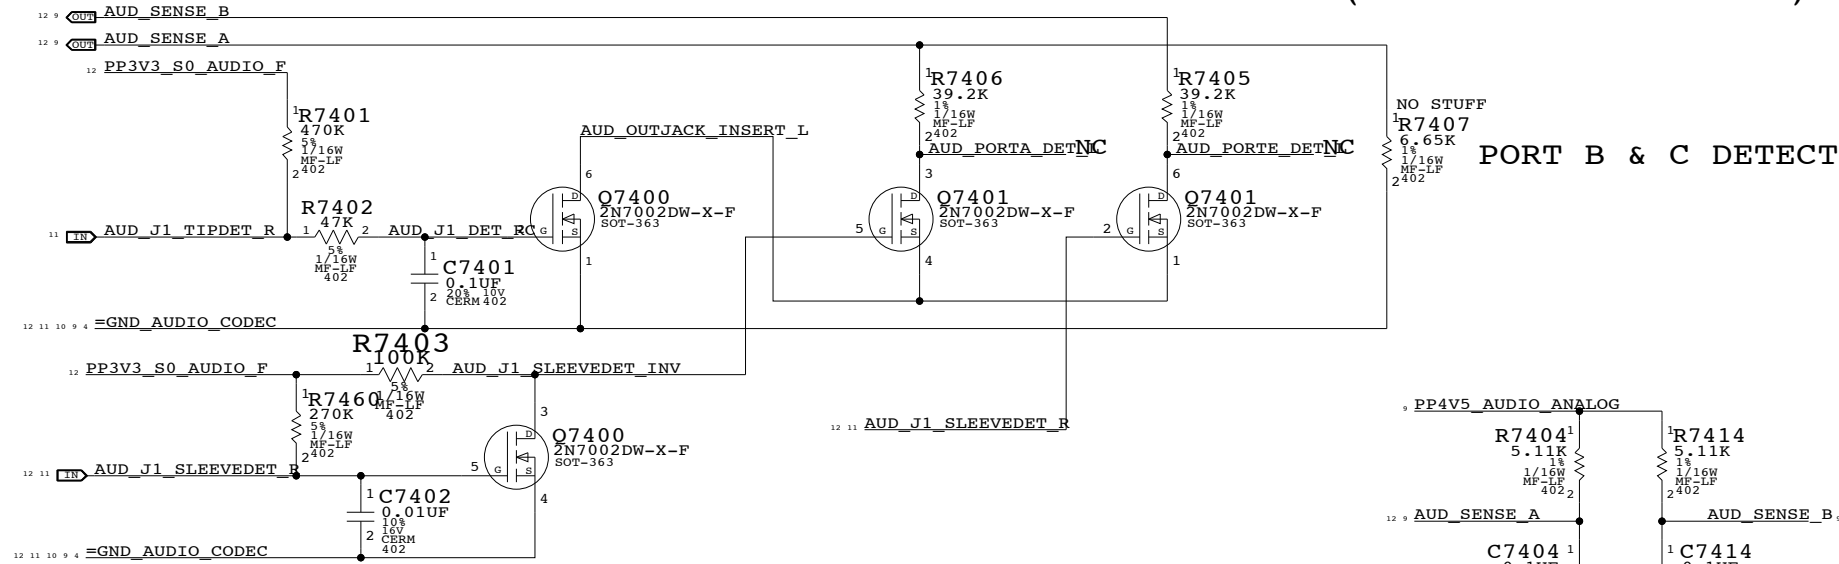 12 9 OUT AUD_SENSE_B
12 9 OUT AUD_SENSE_A
12 PP3V3_S0_AUDIO_F
1 R7401
470K
5%
1/16W
MF-LF
2 402
11 IN AUD_J1_TIPDET_R
R7402
47K
1 2
5%
1/16W
MF-LF
402
AUD_J1_DET_RC
1 C7401
0.1UF
20% 10V
2 CERM 402
AUD_OUTJACK_INSERT_L
6
D
G
S
1
Q7400
2N7002DW-X-F
SOT-363
1 R7406
39.2K
1%
1/16W
MF-LF
2 402
AUD_PORTA_DET_L
NC
3
Q7401
2N7002DW-X-F
SOT-363
5 G
D
S
4
1 R7405
39.2K
1%
1/16W
MF-LF
2 402
AUD_PORTE_DET_L
NC
6
Q7401
2N7002DW-X-F
SOT-363
2 G
D
S
1
NO STUFF
1 R7407
6.65K
1%
1/16W
MF-LF
2 402
PORT B & C DETECT
12 11 10 9 4 =GND_AUDIO_CODEC
R7403
100K
1 2
5%
1/16W
MF-LF
402
12 PP3V3_S0_AUDIO_F
AUD_J1_SLEEVEDET_INV
1 R7460
270K
5%
1/16W
MF-LF
2 402
12 11 IN AUD_J1_SLEEVEDET_R
3
Q7400
2N7002DW-X-F
SOT-363
5 G
D
S
4
1 C7402
0.01UF
10%
16V
2 CERM
402
12 11 10 9 4 =GND_AUDIO_CODEC
12 11 AUD_J1_SLEEVEDET_R
9 PP4V5_AUDIO_ANALOG
R7404 1
5.11K
1%
1/16W
MF-LF
402 2
1 R7414
5.11K
1%
1/16W
MF-LF
2 402
12 9 AUD_SENSE_A
AUD_SENSE_B
C7404 1
1 C7414